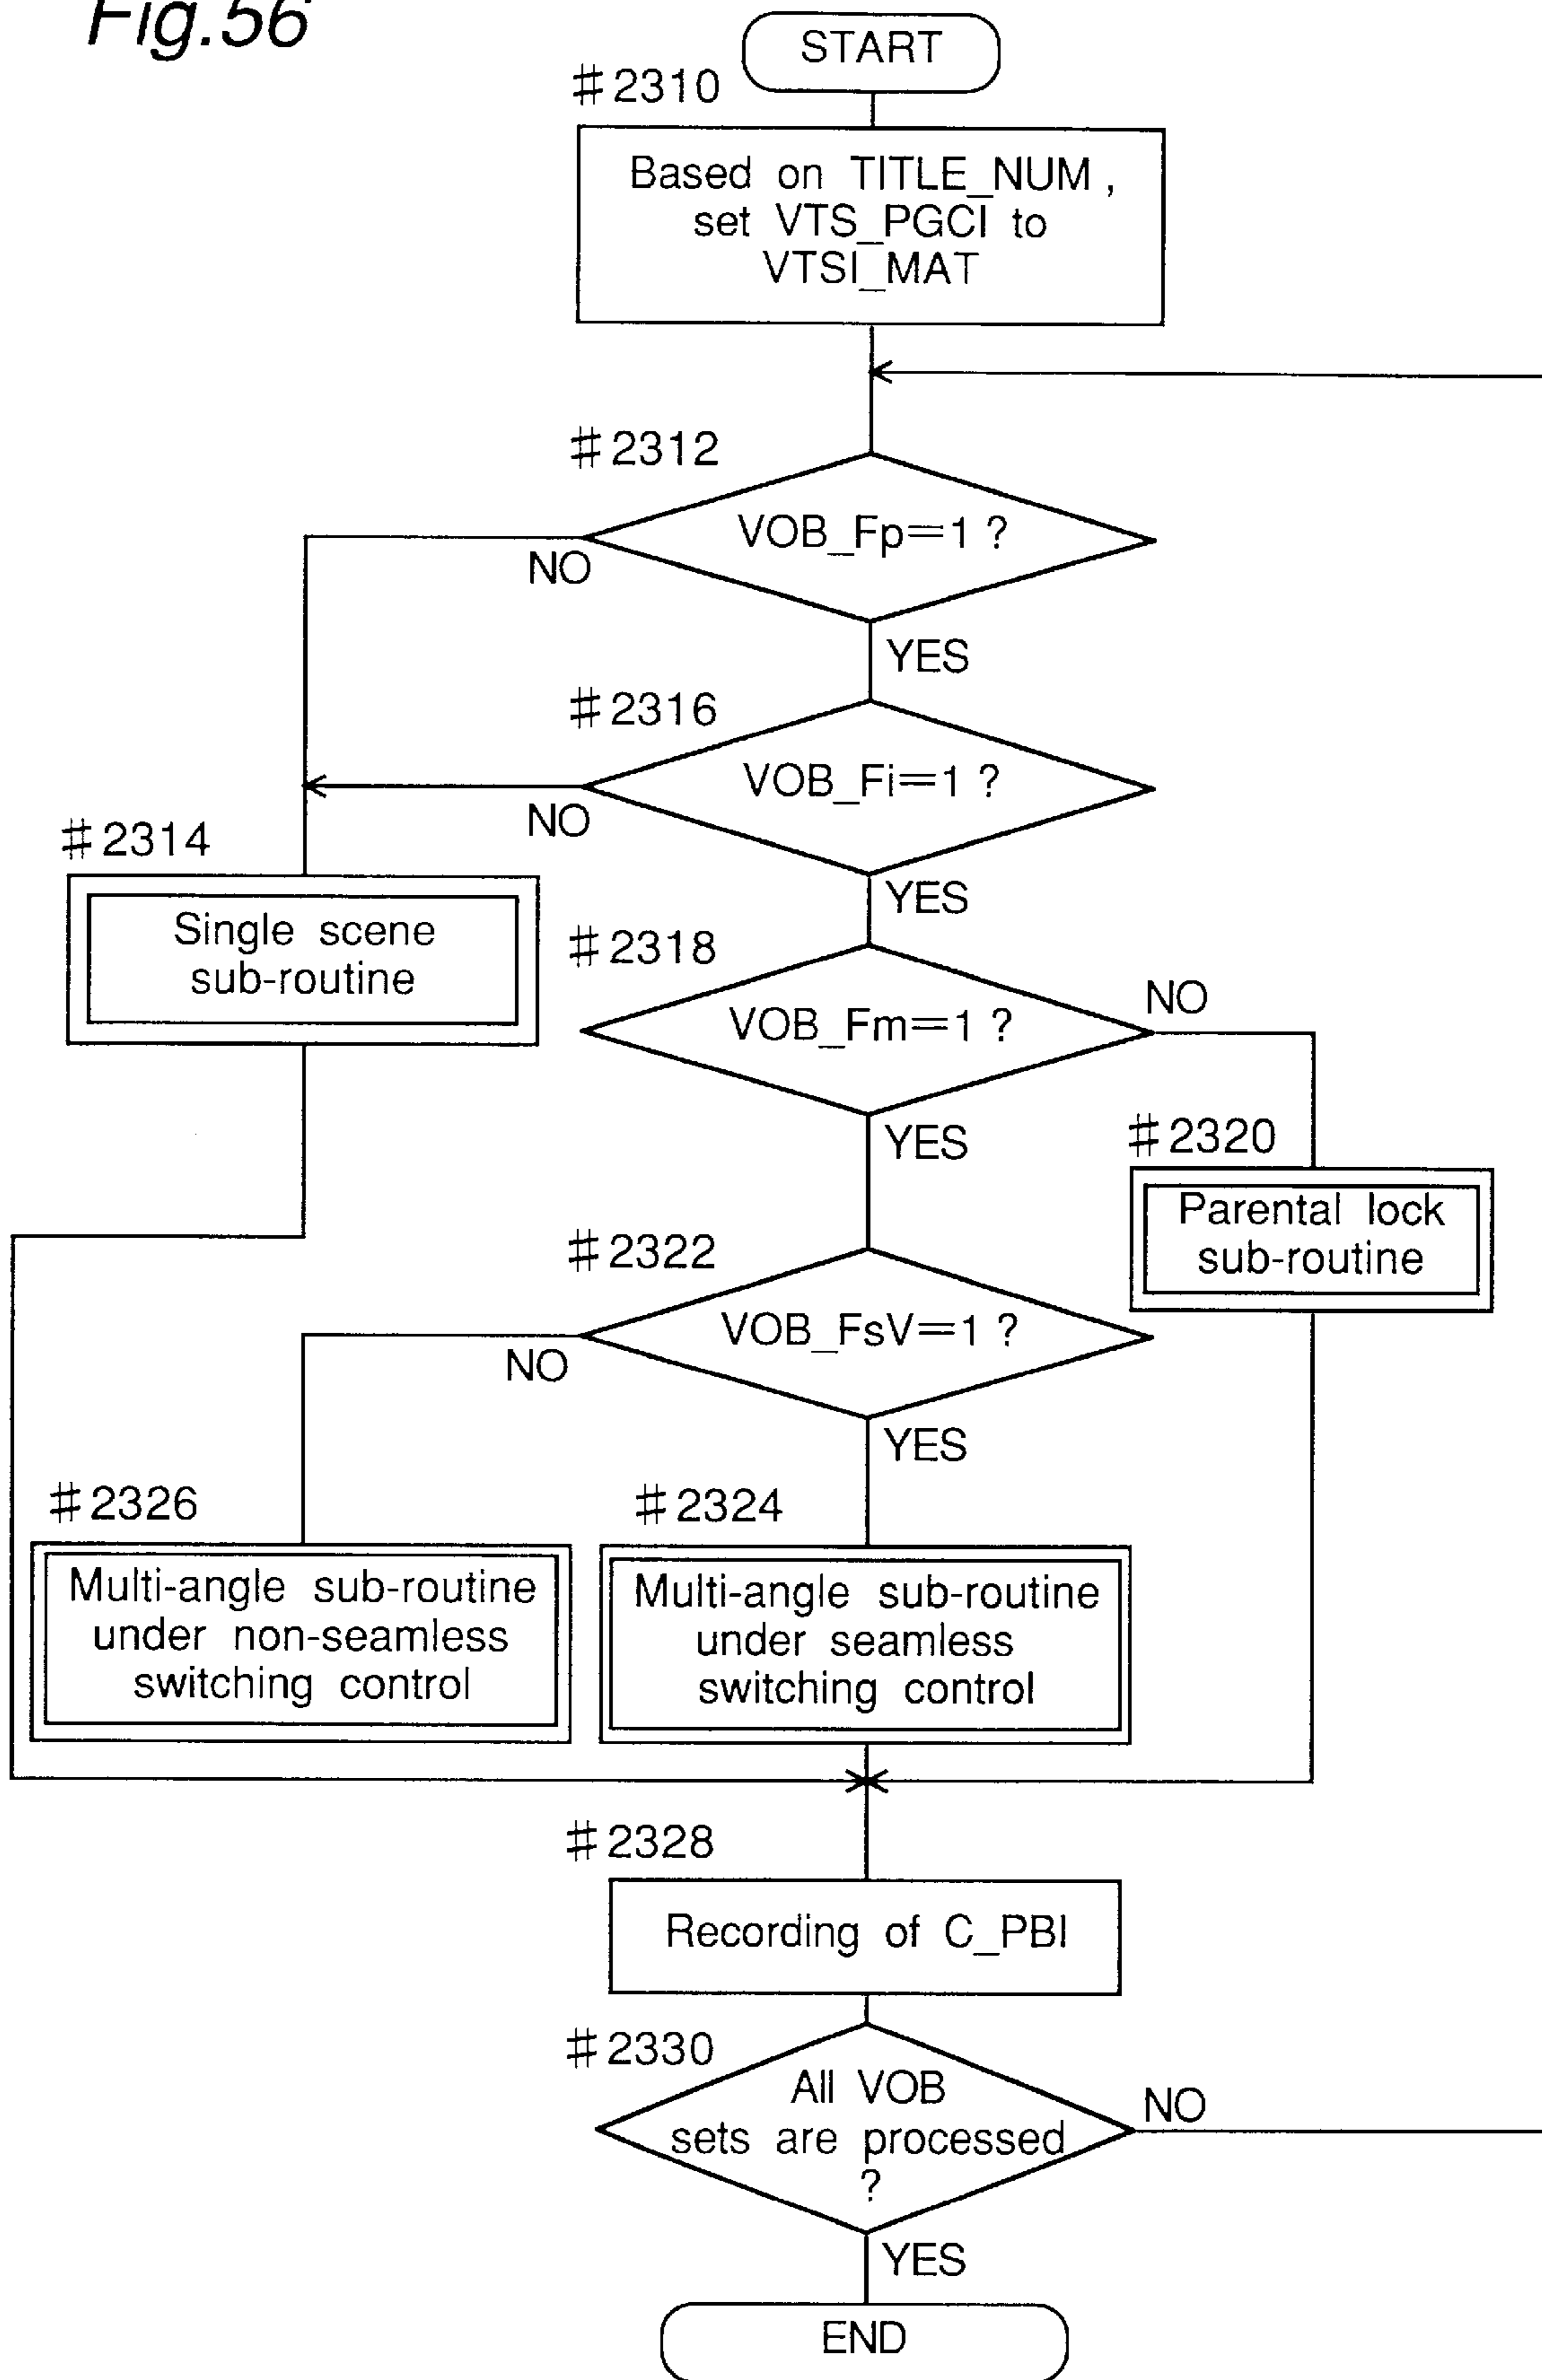 Fig.56
START
#2310
Based on TITLE_NUM,
set VTS_PGCI to
VTSI_MAT
#2312
VOB_Fp=1 ?
NO
YES
#2316
VOB_Fi=1 ?
NO
YES
#2314
Single scene
sub-routine
#2318
VOB_Fm=1 ?
NO
YES
#2320
Parental lock
sub-routine
#2322
VOB_FsV=1 ?
NO
YES
#2326
Multi-angle sub-routine
under non-seamless
switching control
#2324
Multi-angle sub-routine
under seamless
switching control
#2328
Recording of C_PBI
#2330
All VOB
sets are processed
?
NO
YES
END